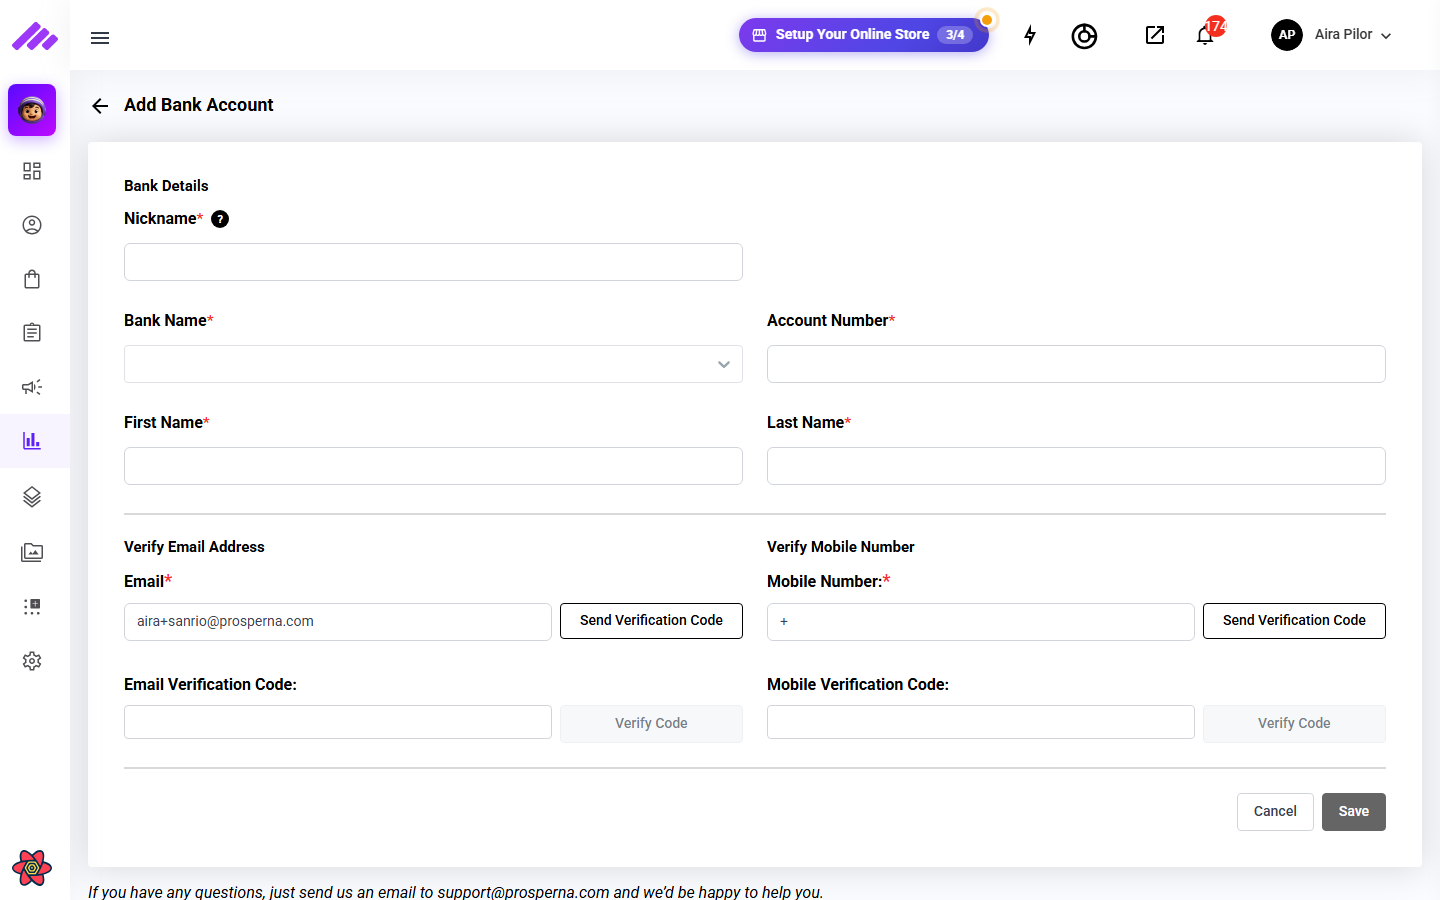 Setup Your Online Store 3/4
174
AP Aira Pilor
Add Bank Account
Bank Details
Nickname* ?
Bank Name*
Account Number*
First Name*
Last Name*
Verify Email Address
Verify Mobile Number
Email*
Mobile Number:*
aira+sanrio@prosperna.com Send Verification Code
+ Send Verification Code
Email Verification Code:
Mobile Verification Code:
Verify Code
Verify Code
Cancel Save
If you have any questions, just send us an email to support@prosperna.com and we'd be happy to help you.